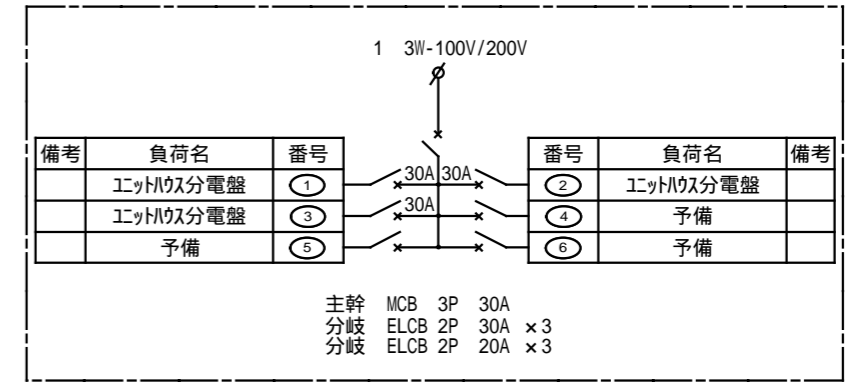 1 3W-100V/200V
備考 負荷名 番号 番号 負荷名 備考
ﾕﾆｯﾄﾊｳｽ分電盤 1 30A 30A 2 ﾕﾆｯﾄﾊｳｽ分電盤
ﾕﾆｯﾄﾊｳｽ分電盤 3 30A 4 予備
予備 5 6 予備
主幹 MCB 3P 30A
分岐 ELCB 2P 30A ×3
分岐 ELCB 2P 20A ×3